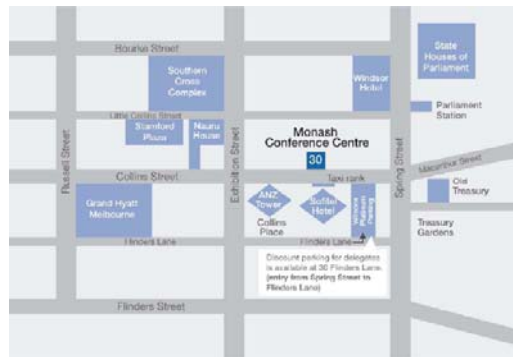 Bourke Street
State
Houses of
Parliament
Southern
Cross
Complex
Windsor
Hotel
Little Collins Street
Parliament
Station
Stamford
Plaza
Nauru
House
Monash
Conference Centre
30
Macarthur Street
Russell Street
Exhibition Street
Spring Street
Collins Street
Taxi rank
Old
Treasury
Grand Hyatt
Melbourne
ANZ
Tower
Sofitel
Hotel
Platinum
Parking
Collins
Place
Treasury
Gardens
Flinders Lane
Flinders Lane
Discount parking for delegates
is available at 30 Flinders Lane.
(entry from Spring Street to
Flinders Lane)
Flinders Street